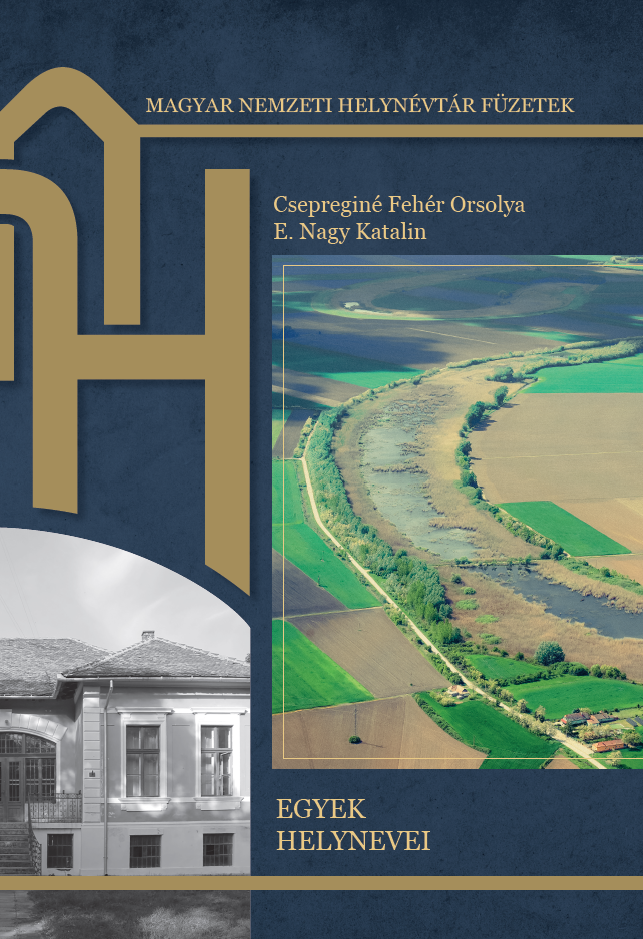 MAGYAR NEMZETI HELYNÉVTÁR FÜZETEK
Csepreginé Fehér Orsolya
E. Nagy Katalin
EGYEK
HELYNEVEI